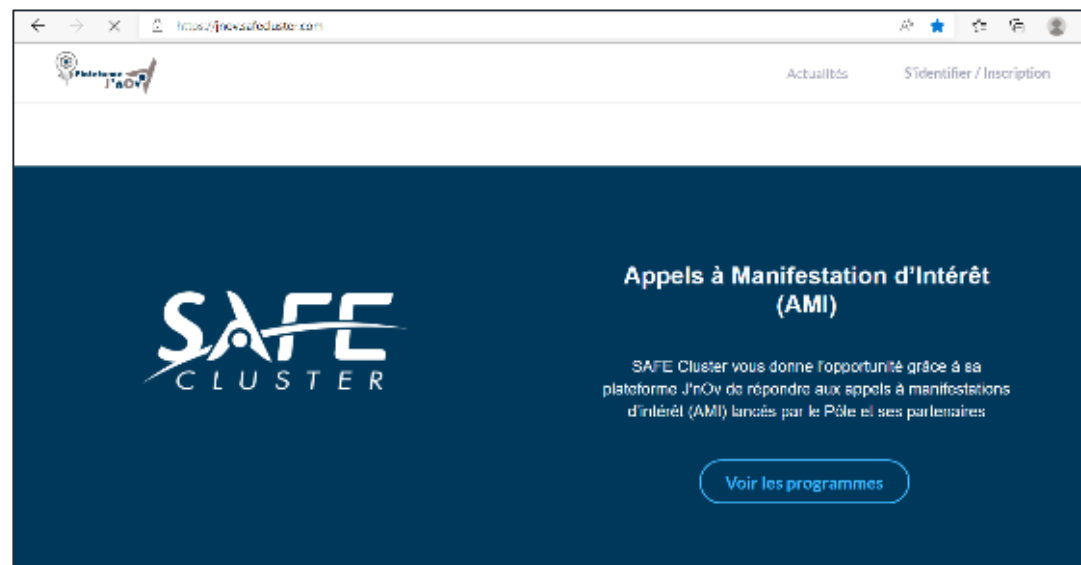 https://jnov.safecluster.com
Plateforme
J'nOv
Actualités
S'identifier / Inscription
SAFE
CLUSTER
Appels à Manifestation d'Intérêt
(AMI)
SAFE Cluster vous donne l'opportunité grâce à sa
plateforme J'nOv de répondre aux appels à manifestations
d'intérêt (AMI) lancés par le Pôle et ses partenaires
Voir les programmes